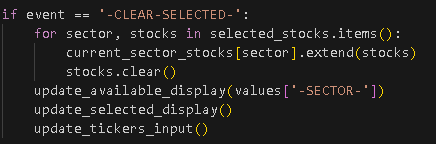 if event == '-CLEAR-SELECTED-':
    for sector, stocks in selected_stocks.items():
        current_sector_stocks[sector].extend(stocks)
        stocks.clear()
    update_available_display(values['-SECTOR-'])
    update_selected_display()
    update_tickers_input()